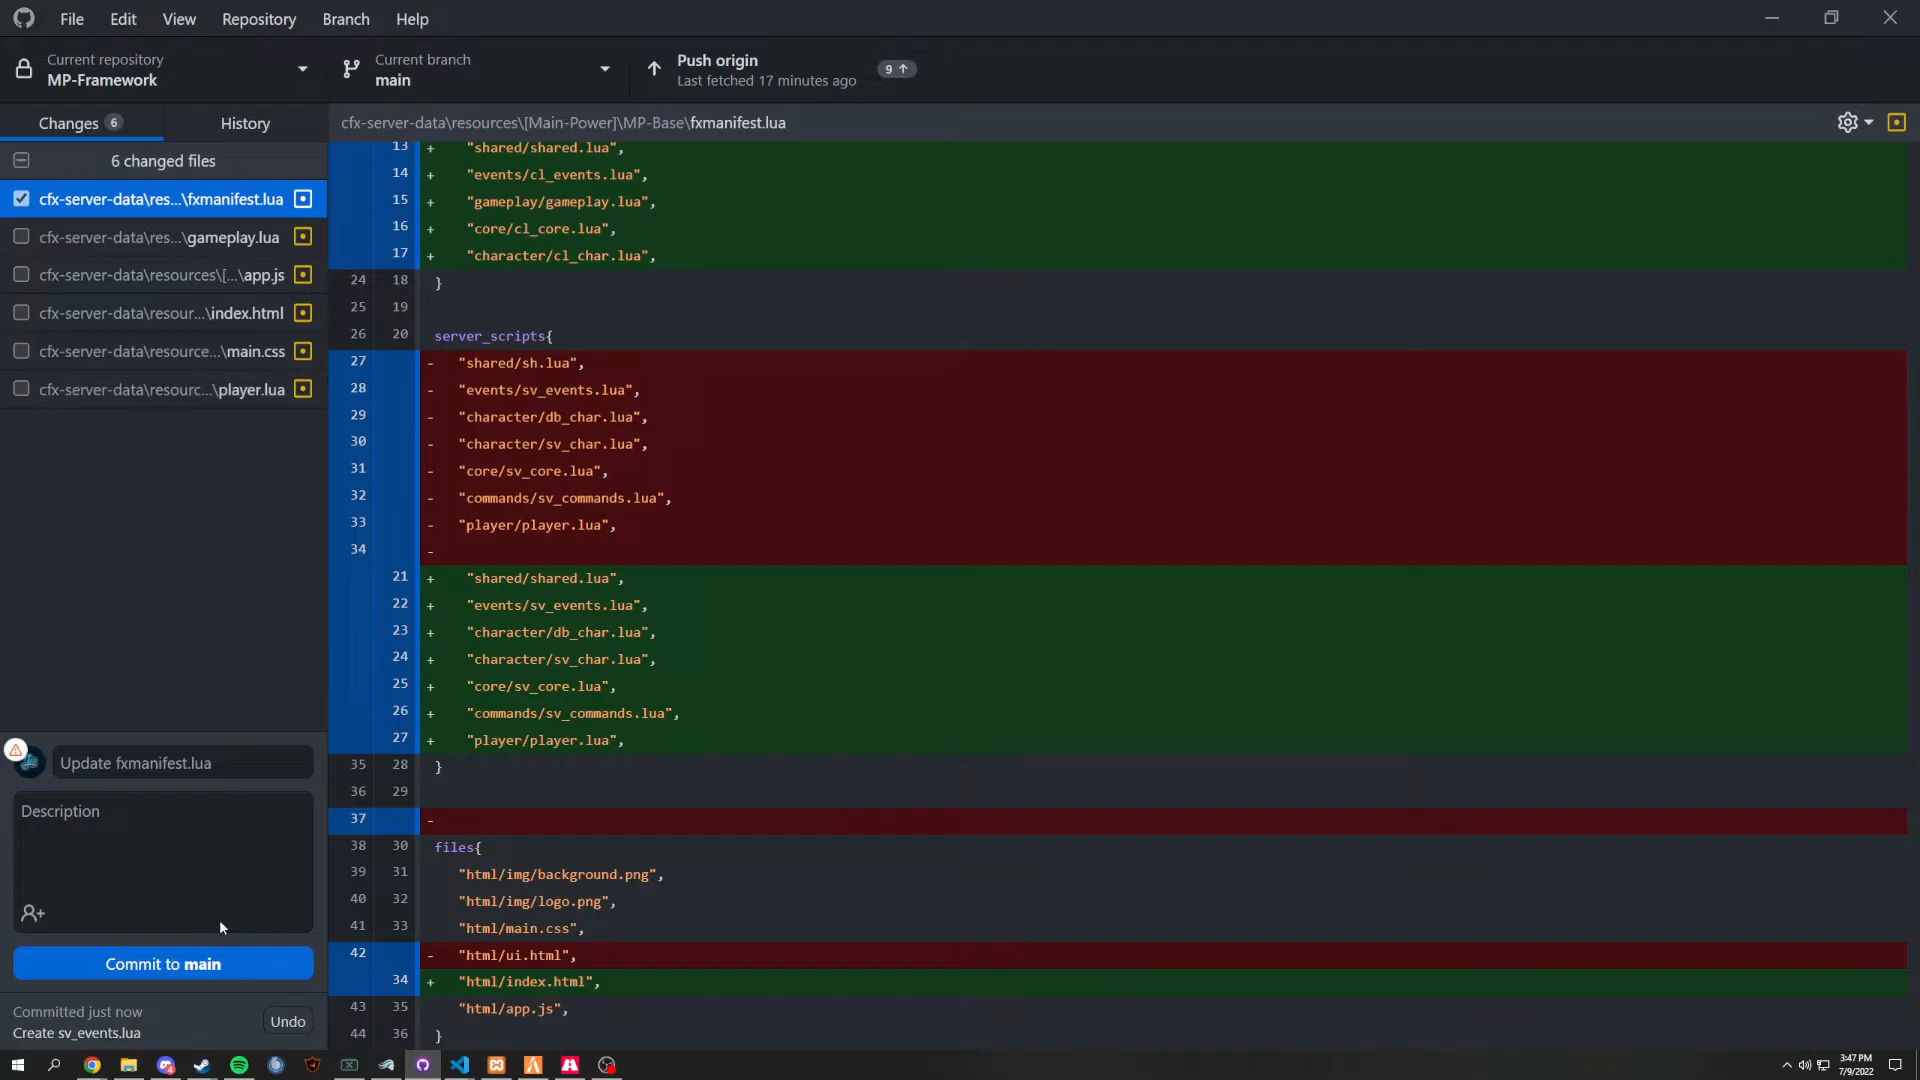 File Edit View Repository Branch Help
Current repository
MP-Framework
Current branch
main
Push origin
Last fetched 17 minutes ago
9
Changes 6 History
cfx-server-data\resources\[Main-Power]\MP-Base\fxmanifest.lua
6 changed files
cfx-server-data\res...\fxmanifest.lua
cfx-server-data\res...\gameplay.lua
cfx-server-data\resources\[...\app.js
cfx-server-data\resour...\index.html
cfx-server-data\resource...\main.css
cfx-server-data\resourc...\player.lua
13 + "shared/shared.lua",
14 + "events/cl_events.lua",
15 + "gameplay/gameplay.lua",
16 + "core/cl_core.lua",
17 + "character/cl_char.lua",
24 18 }
25 19
26 20 server_scripts{
27 - "shared/sh.lua",
28 - "events/sv_events.lua",
29 - "character/db_char.lua",
30 - "character/sv_char.lua",
31 - "core/sv_core.lua",
32 - "commands/sv_commands.lua",
33 - "player/player.lua",
34 -
21 + "shared/shared.lua",
22 + "events/sv_events.lua",
23 + "character/db_char.lua",
24 + "character/sv_char.lua",
25 + "core/sv_core.lua",
26 + "commands/sv_commands.lua",
27 + "player/player.lua",
35 28 }
36 29
37 -
38 30 files{
39 31 "html/img/background.png",
40 32 "html/img/logo.png",
41 33 "html/main.css",
42 - "html/ui.html",
34 + "html/index.html",
43 35 "html/app.js",
44 36 }
Update fxmanifest.lua
Description
Commit to main
Committed just now
Create sv_events.lua
Undo
3:47 PM
7/9/2022